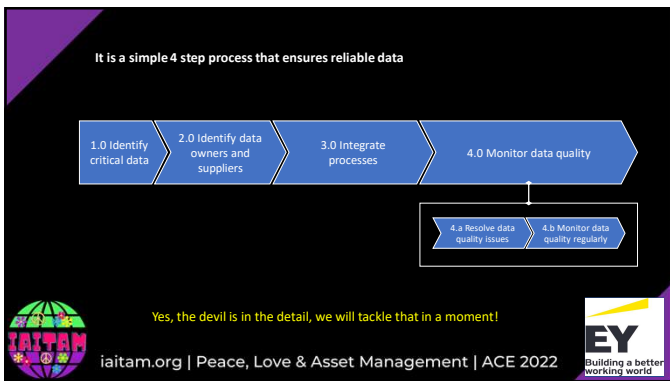 It is a simple 4 step process that ensures reliable data
1.0 Identify
critical data
2.0 Identify data
owners and
suppliers
3.0 Integrate
processes
4.0 Monitor data quality
4.a Resolve data
quality issues
4.b Monitor data
quality regularly
Yes, the devil is in the detail, we will tackle that in a moment!
IAITAM
iaitam.org | Peace, Love & Asset Management | ACE 2022
EY
Building a better
working world